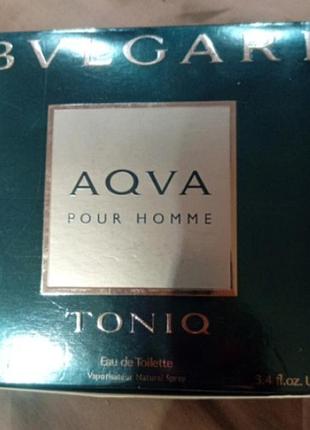 BVLGARI
AQVA
POUR HOMME
TONIQ
Eau de Toilette
Vaporisateur Natural Spray
3.4 fl.oz. U